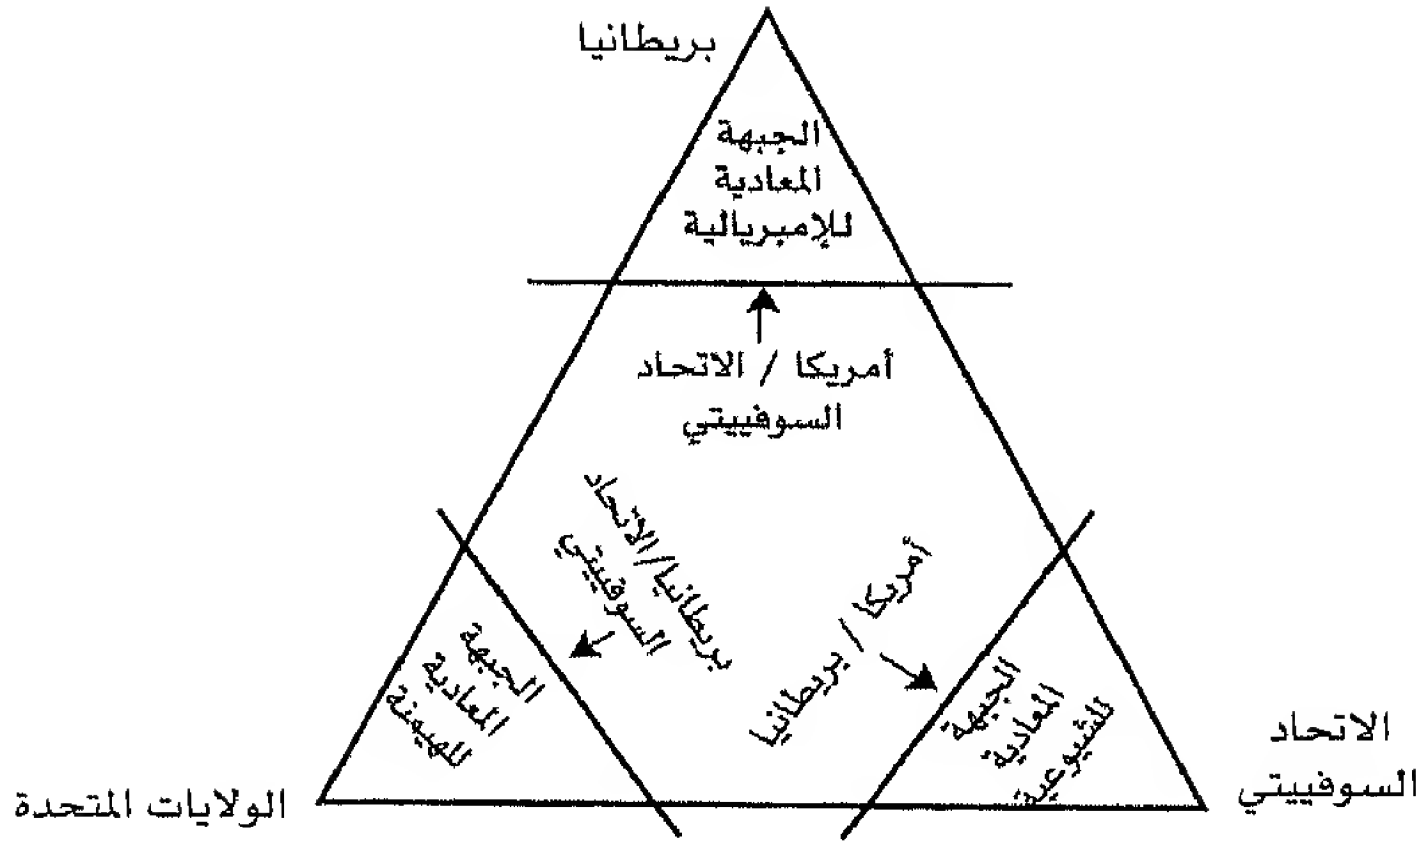 بريطانيا
الجبهة
المعادية
للإمبريالية
أمريكا / الاتحاد
السوفييتي
بريطانيا/الاتحاد
السوفييتي
أمريكا / بريطانيا
الجبهة
المعادية
للهيمنة
الجبهة
المعادية
للشيوعية
الاتحاد
السوفييتي
الولايات المتحدة